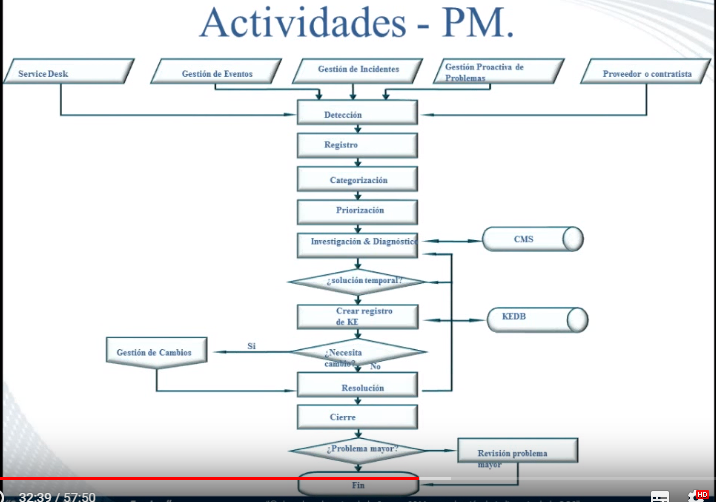 Actividades - PM.
Service Desk
Gestión de Eventos
Gestión de Incidentes
Gestión Proactiva de
Problemas
Proveedor o contratista
Detección
Registro
Categorización
Priorización
Investigación & Diagnóstico
CMS
¿solución temporal?
Crear registro
de KE
KEDB
Gestión de Cambios
Si
¿Necesita
cambio?
No
Resolución
Cierre
¿Problema mayor?
Revisión problema
mayor
Fin
32:39 / 57:50
HD